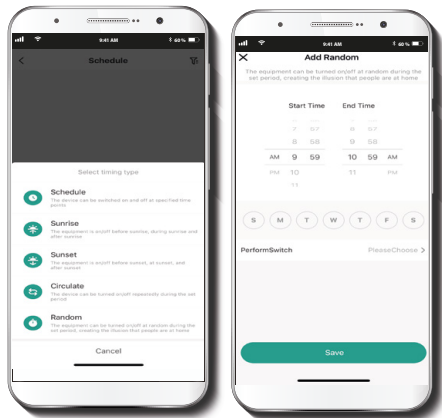 9:41 AM
60%
Schedule
Select timing type
Schedule
The device can be switched on end off at specified time
points
Sunrise
The equipment is on/off before sunrise, during sunrise and
after sunrise
Sunset
The equipment is on/off before sunset, at sunset, and
after sunset
Circulate
The device can be turned on/off repeatedly during the set
period
Random
The equipment can be turned on/off at random during the
set period, creating the illusion that people are at home
Cancel
9:41 AM
60%
Add Random
The equipment can be turned on/off at random during the
set period, creating the illusion that people are at home
Start Time End Time
7 57 9 57
8 58 9 58
AM 9 59 10 59 AM
PM 10 11 PM
11
S M T W T F S
PerformSwitch PleaseChoose >
Save